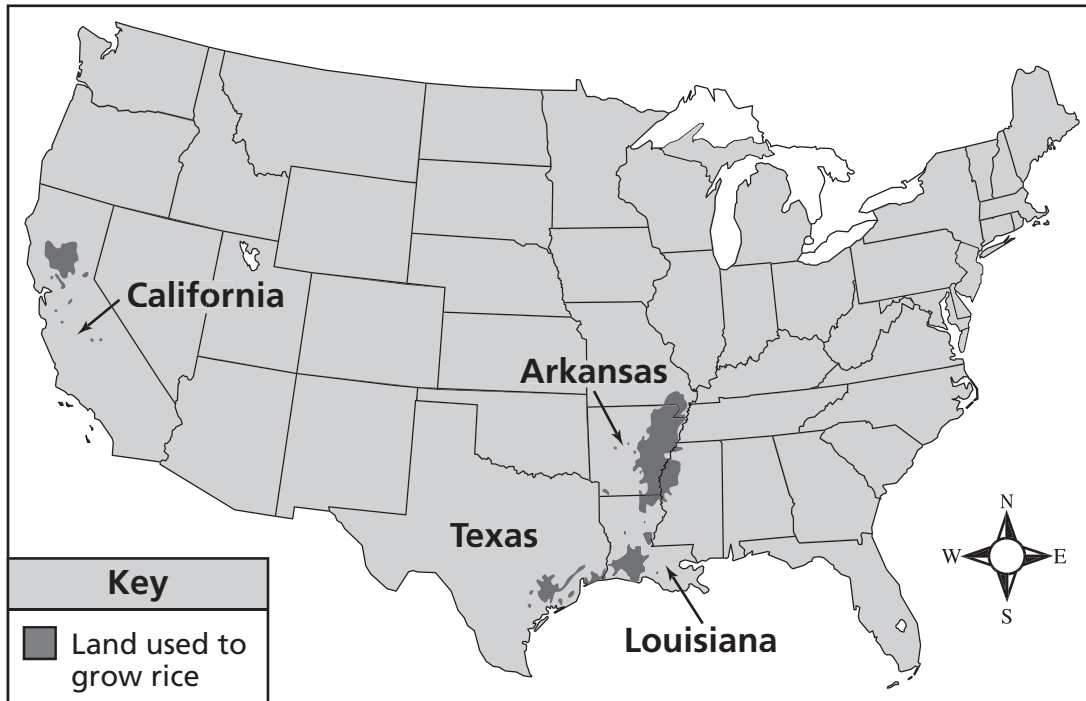 California
Arkansas
Texas
Louisiana
N
W
E
S
Key
Land used to
grow rice